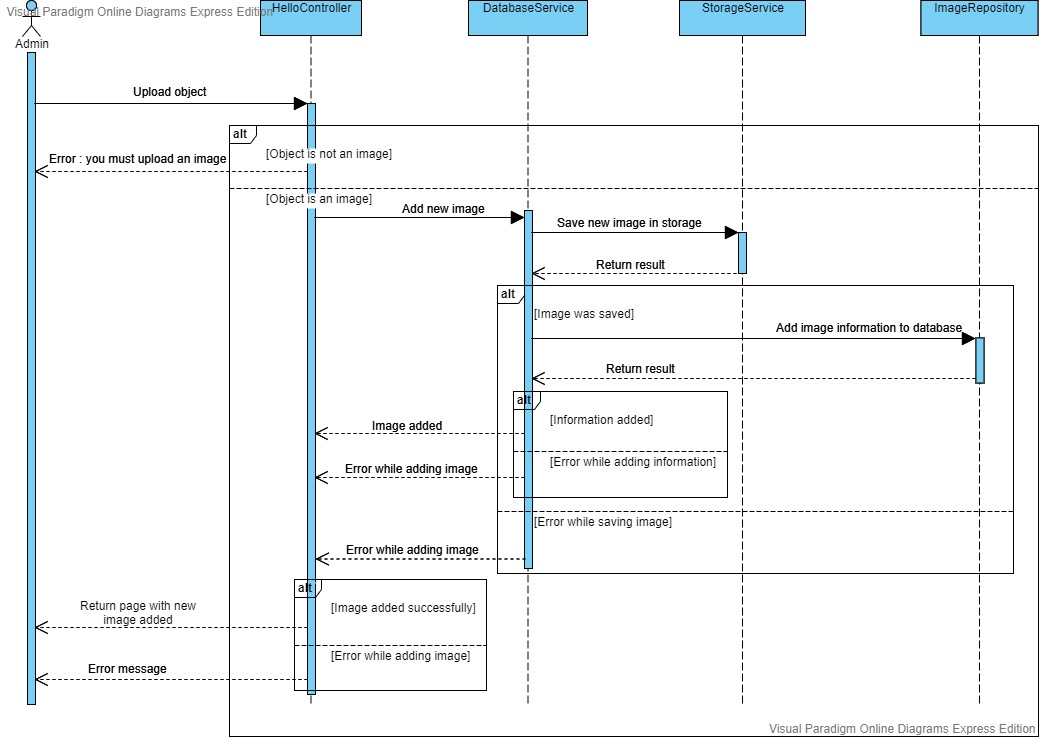 Visual Paradigm Online Diagrams Express Edition
HelloController
DatabaseService
StorageService
ImageRepository
Admin
Upload object
alt
[Object is not an image]
Error : you must upload an image
[Object is an image]
Add new image
Save new image in storage
Return result
alt
[Image was saved]
Add image information to database
Return result
alt
[Information added]
Image added
[Error while adding information]
Error while adding image
[Error while saving image]
Error while adding image
alt
[Image added successfully]
Return page with new
image added
[Error while adding image]
Error message
Visual Paradigm Online Diagrams Express Edition